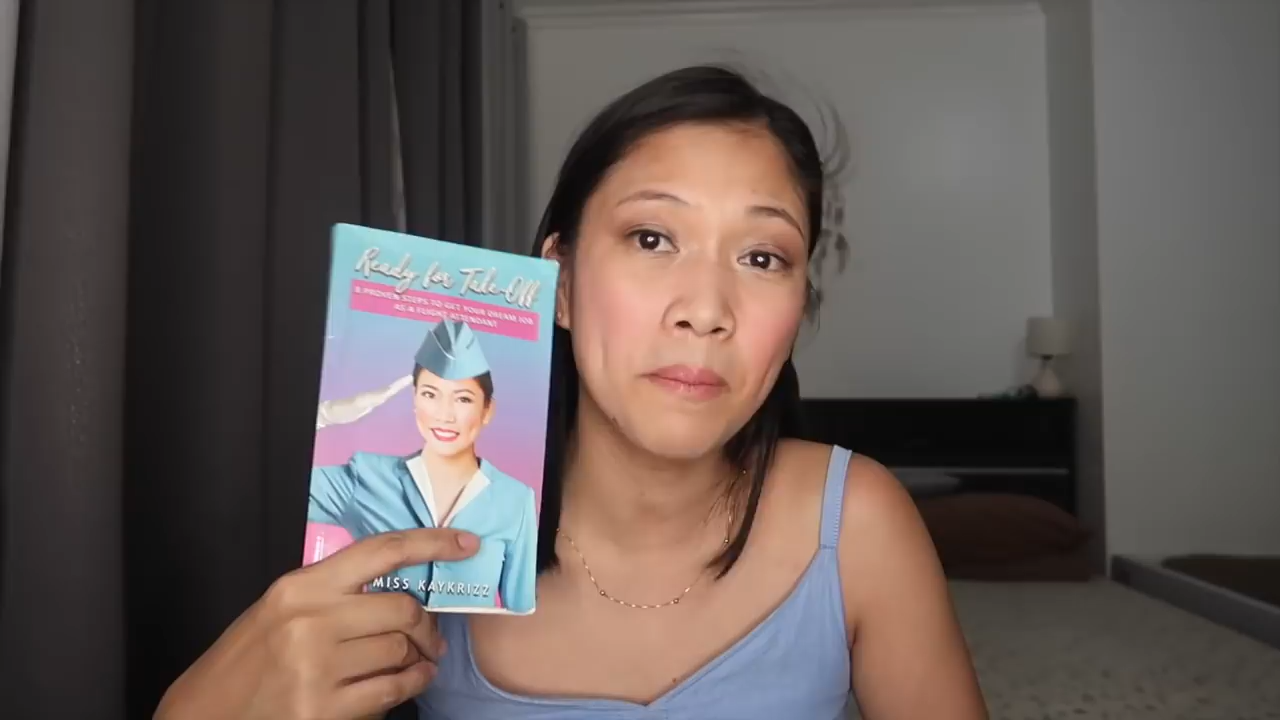 Ready for Take-Off
8 PROVEN STEPS TO GET YOUR DREAM JOB
AS A FLIGHT ATTENDANT
MISS KAYKRIZZ